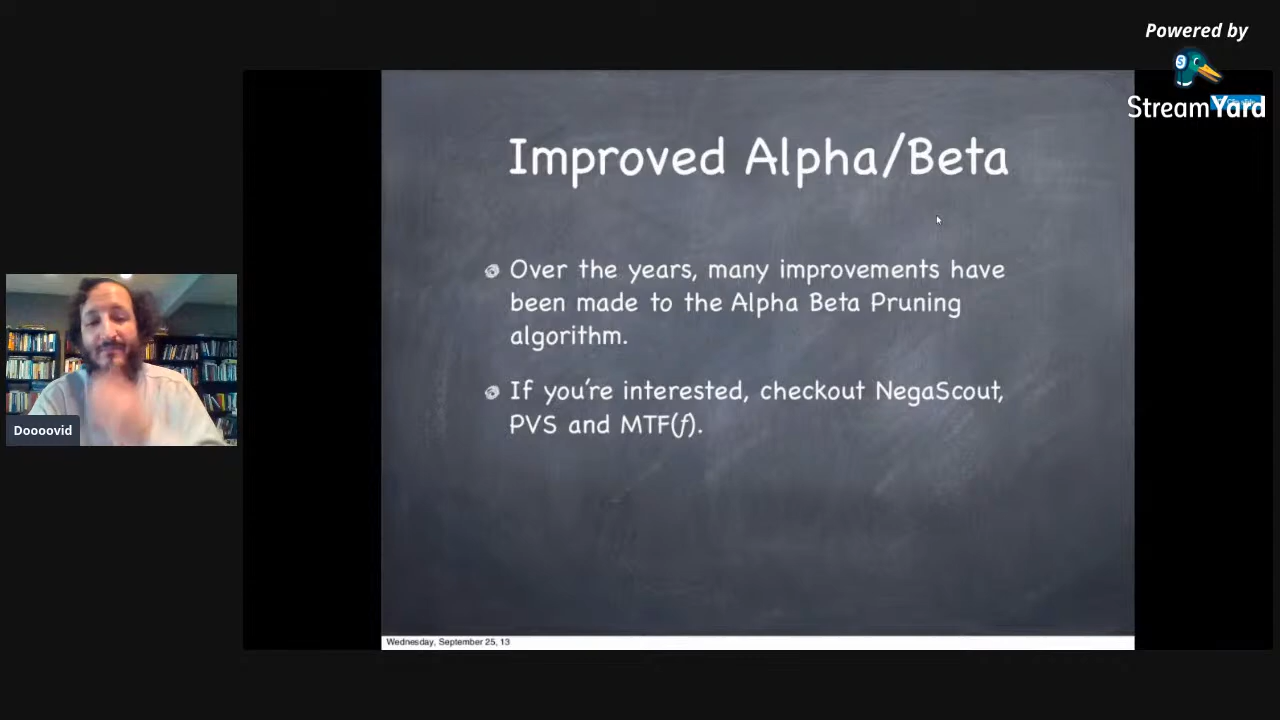 Powered by
StreamYard
Improved Alpha/Beta
Over the years, many improvements have
been made to the Alpha Beta Pruning
algorithm.
If you're interested, checkout NegaScout,
PVS and MTF(f).
Doooovid
Wednesday, September 25, 13